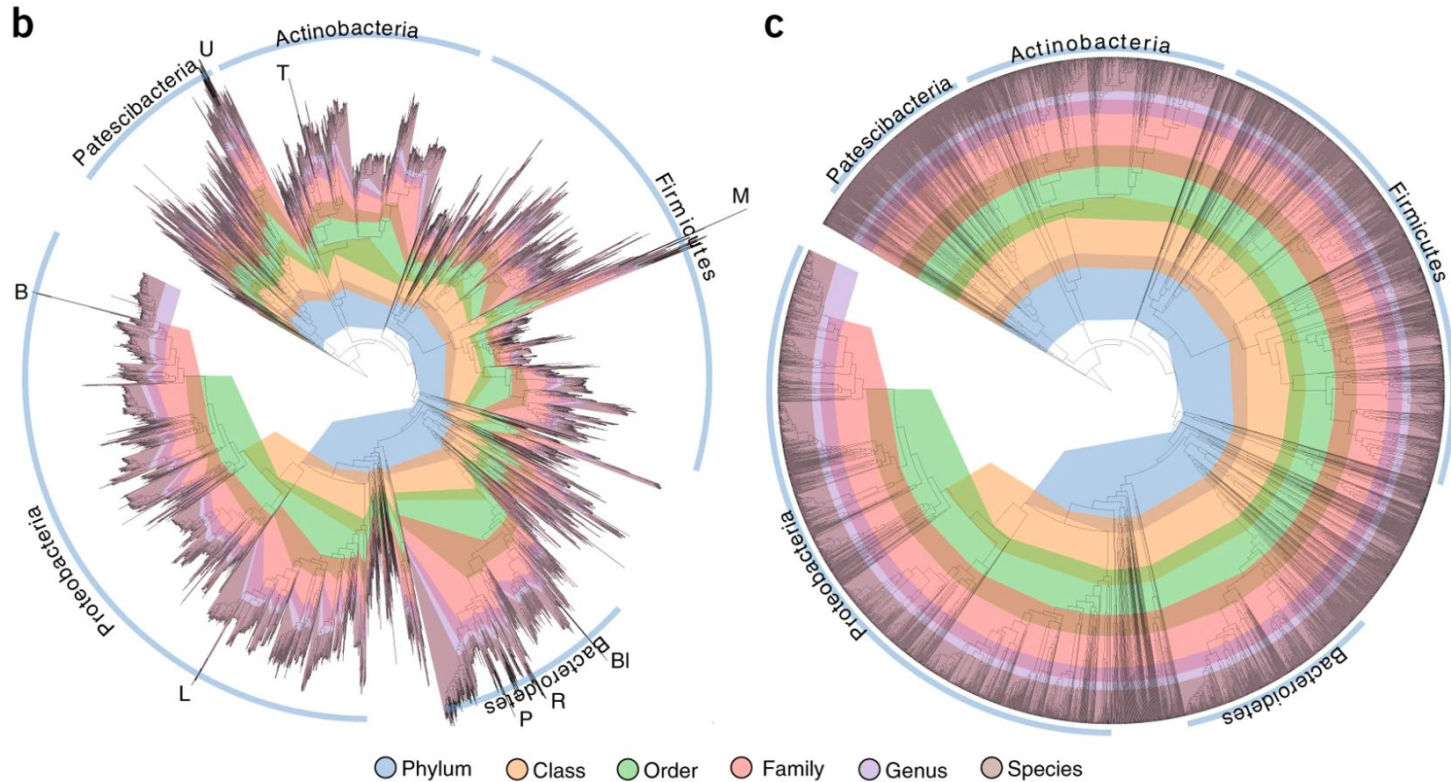 b
c
U
Actinobacteria
T
Patescibacteria
Firmicutes
M
B
Proteobacteria
L
Bacteroidetes
Bl
R
P
Actinobacteria
Patescibacteria
Firmicutes
Proteobacteria
Bacteroidetes
Phylum Class Order Family Genus Species